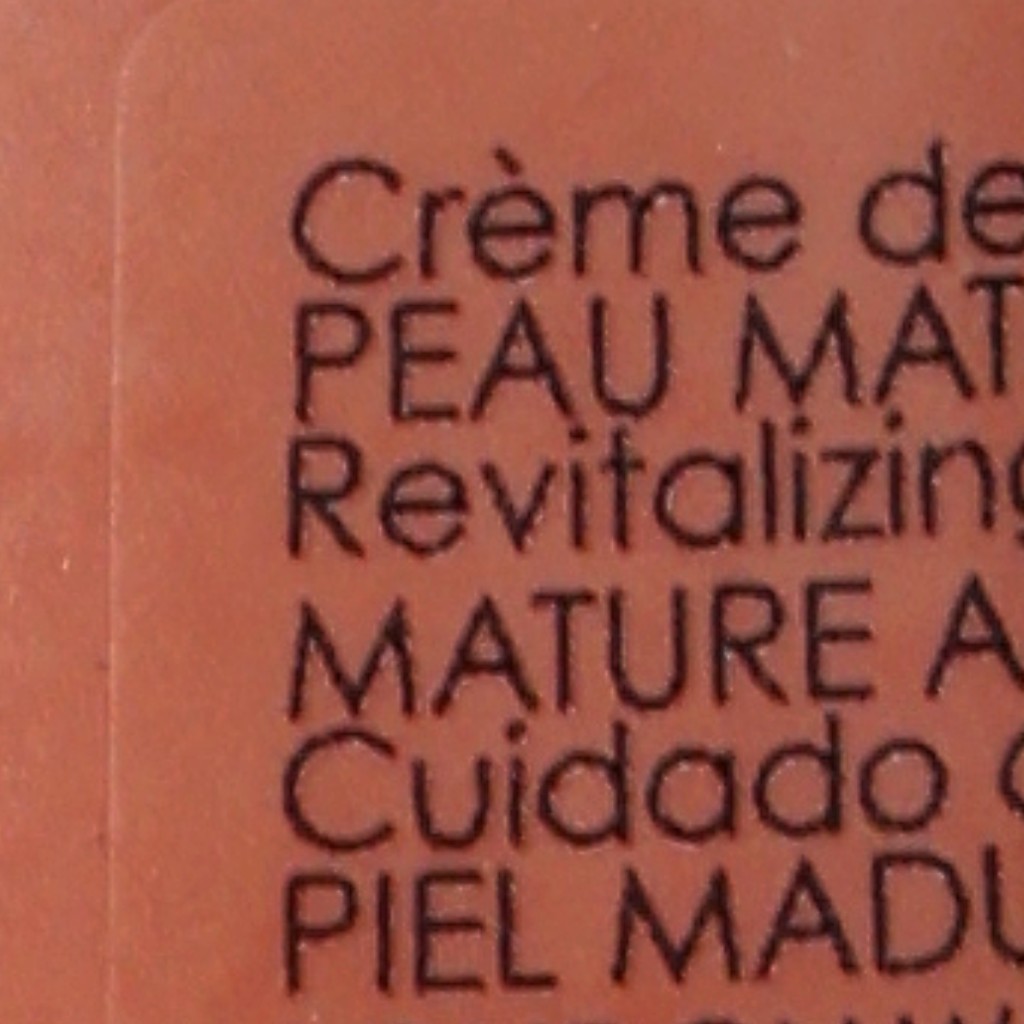 Crème de
PEAU MAT
Revitalizing
MATURE A
Cuidado
PIEL MADU